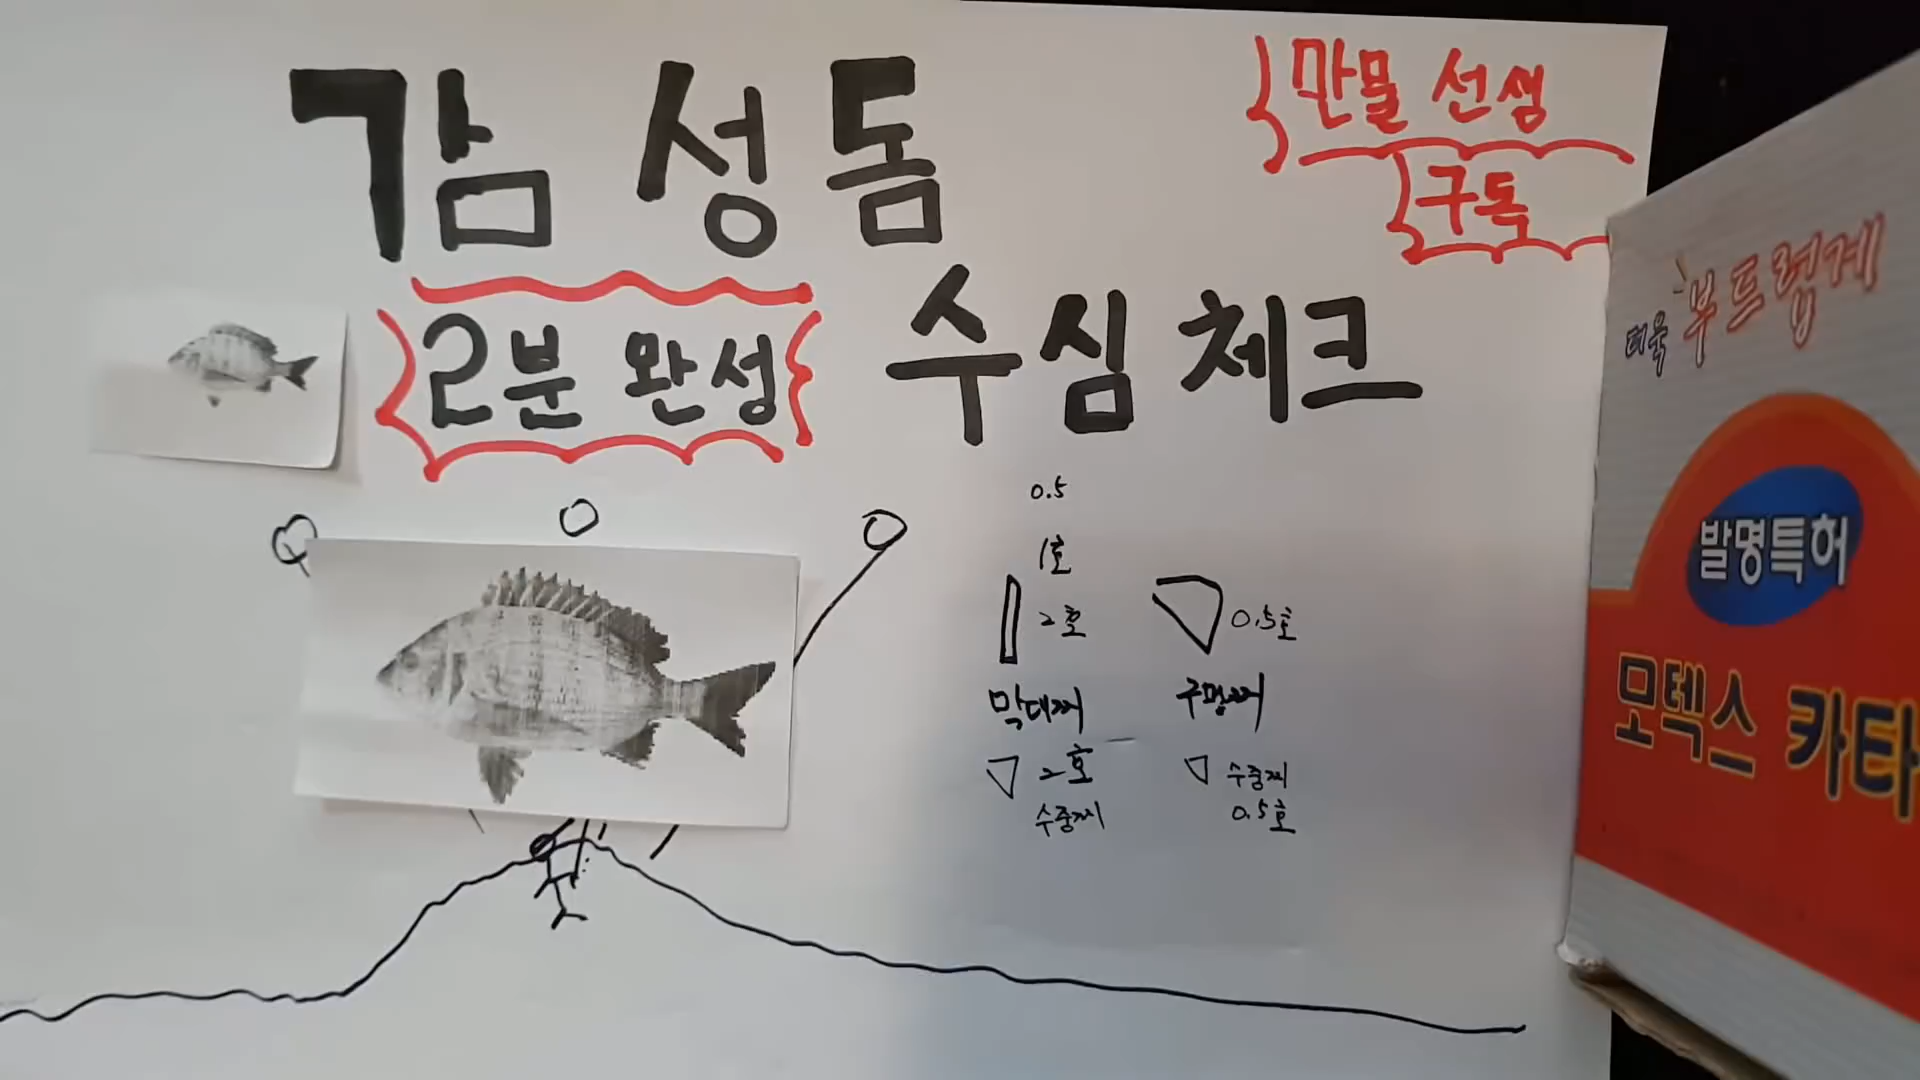 감성돔
만물 선생
구독
2분 완성
수심 체크
0.5
1호
2호
0.5호
막대찌
구멍찌
2호
수중찌
수중찌
0.5호
더욱 부드럽게
발명특허
모텍스 카타